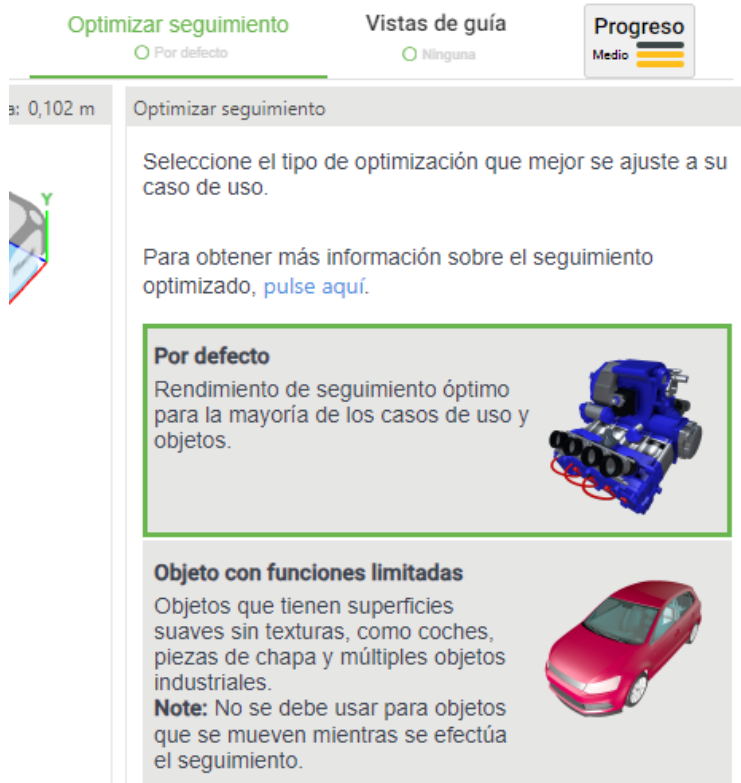 Optimizar seguimiento
Por defecto
Vistas de guía
Ninguna
Progreso
Medio
a: 0,102 m
Optimizar seguimiento
Seleccione el tipo de optimización que mejor se ajuste a su
caso de uso.
Para obtener más información sobre el seguimiento
optimizado, pulse aquí.
Por defecto
Rendimiento de seguimiento óptimo
para la mayoría de los casos de uso y
objetos.
Objeto con funciones limitadas
Objetos que tienen superficies
suaves sin texturas, como coches,
piezas de chapa y múltiples objetos
industriales.
Note: No se debe usar para objetos
que se mueven mientras se efectúa
el seguimiento.
Y